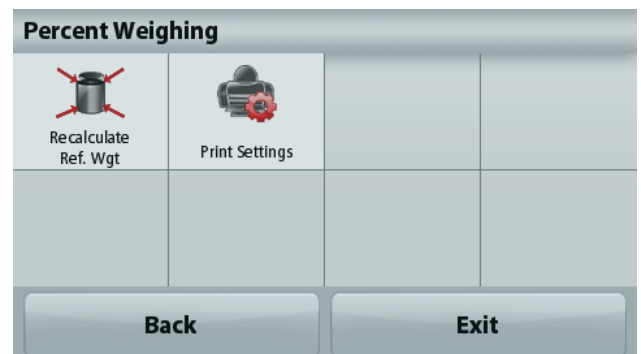 Percent Weighing
Recalculate
Ref. Wgt
Print Settings
Back
Exit